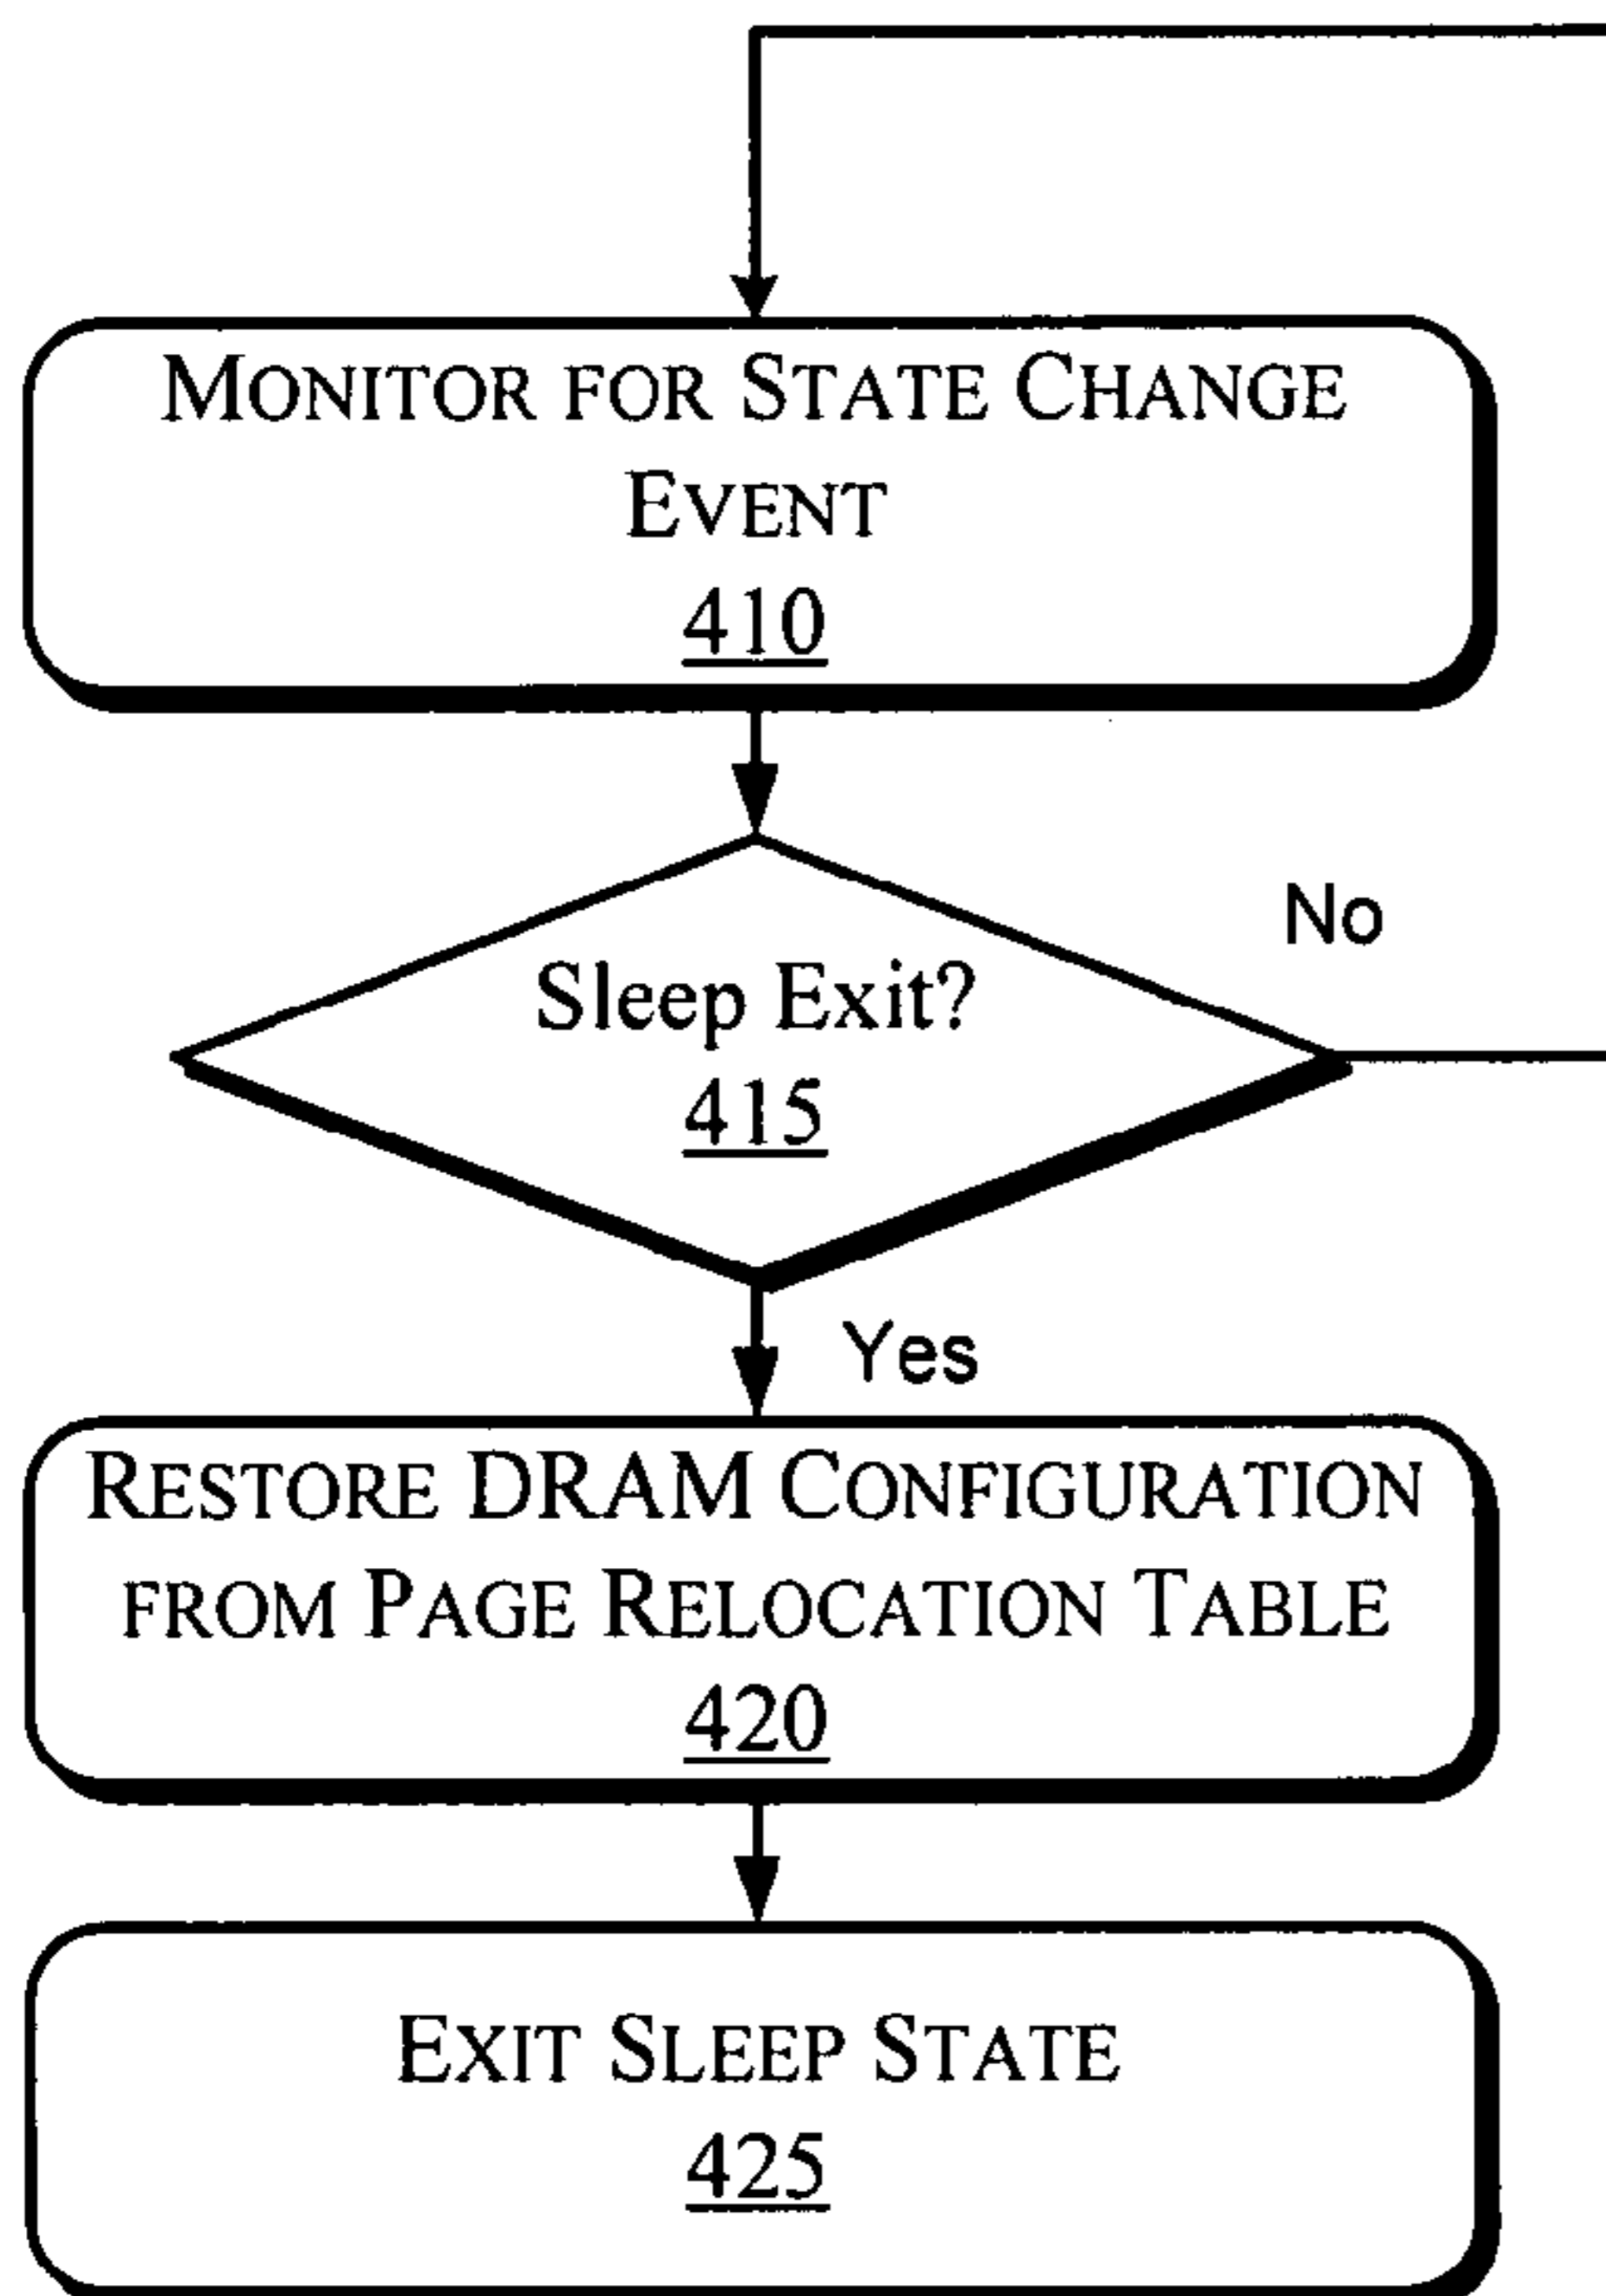 MONITOR FOR STATE CHANGE
EVENT
410
No
Sleep Exit?
415
Yes
RESTORE DRAM CONFIGURATION
FROM PAGE RELOCATION TABLE
420
EXIT SLEEP STATE
425